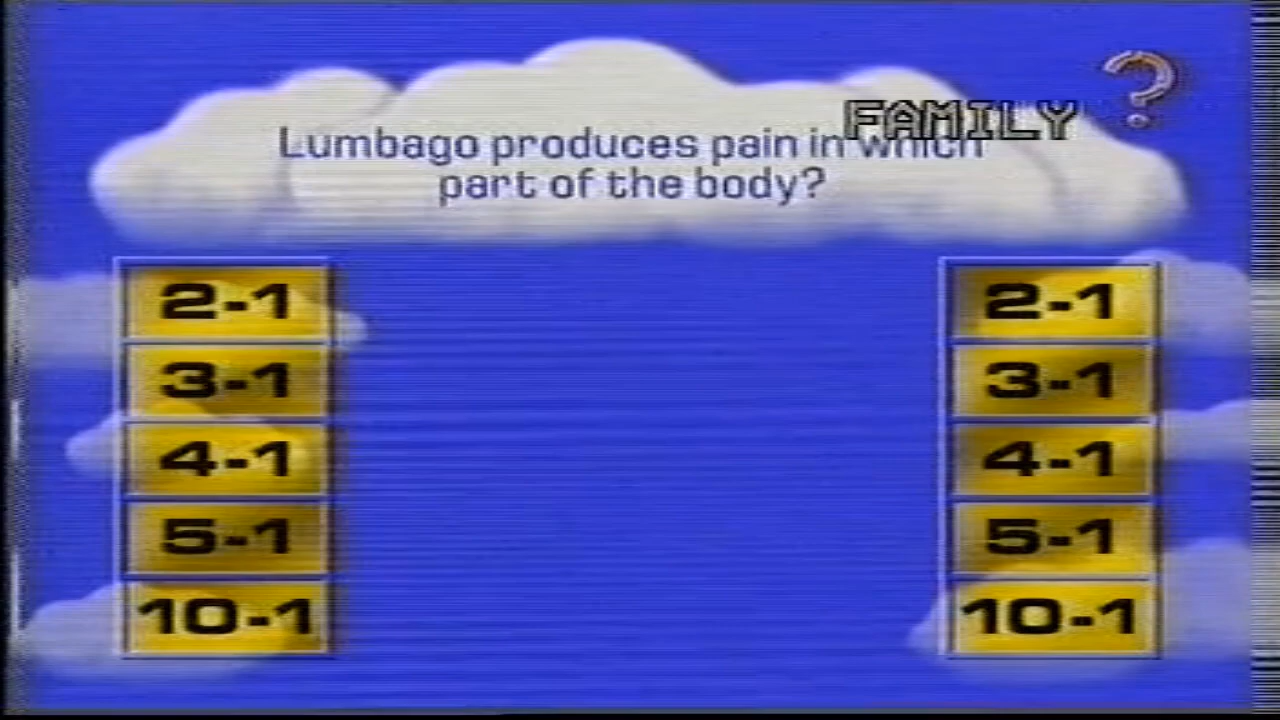 FAMILY ?
Lumbago produces pain in which
part of the body?
2-1 2-1
3-1 3-1
4-1 4-1
5-1 5-1
10-1 10-1